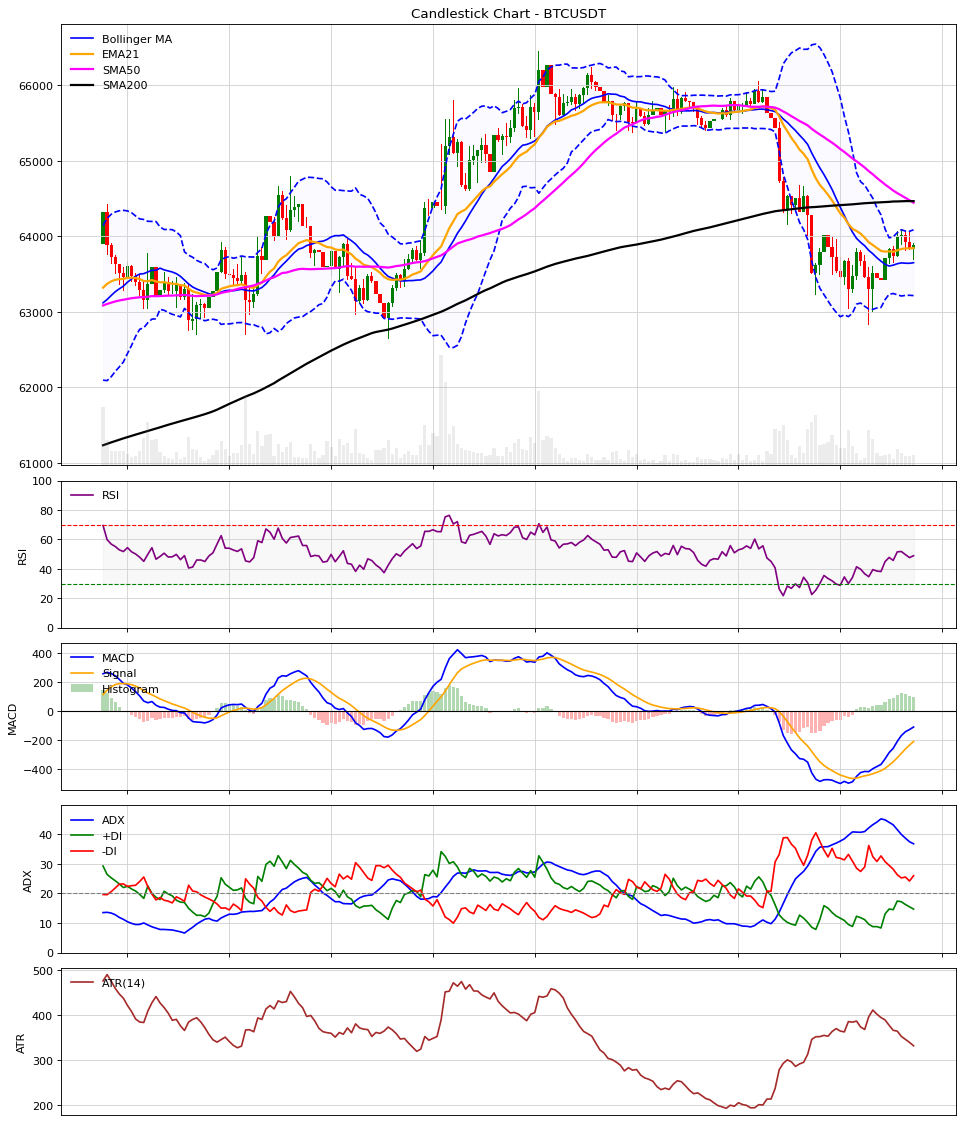 Candlestick Chart - BTCUSDT
Bollinger MA
EMA21
SMA50
SMA200
66000
65000
64000
63000
62000
61000
RSI
RSI
100
80
60
40
20
0
MACD
Signal
Histogram
MACD
400
200
0
−200
−400
ADX
+DI
-DI
ADX
40
30
20
10
0
ATR(14)
ATR
500
400
300
200